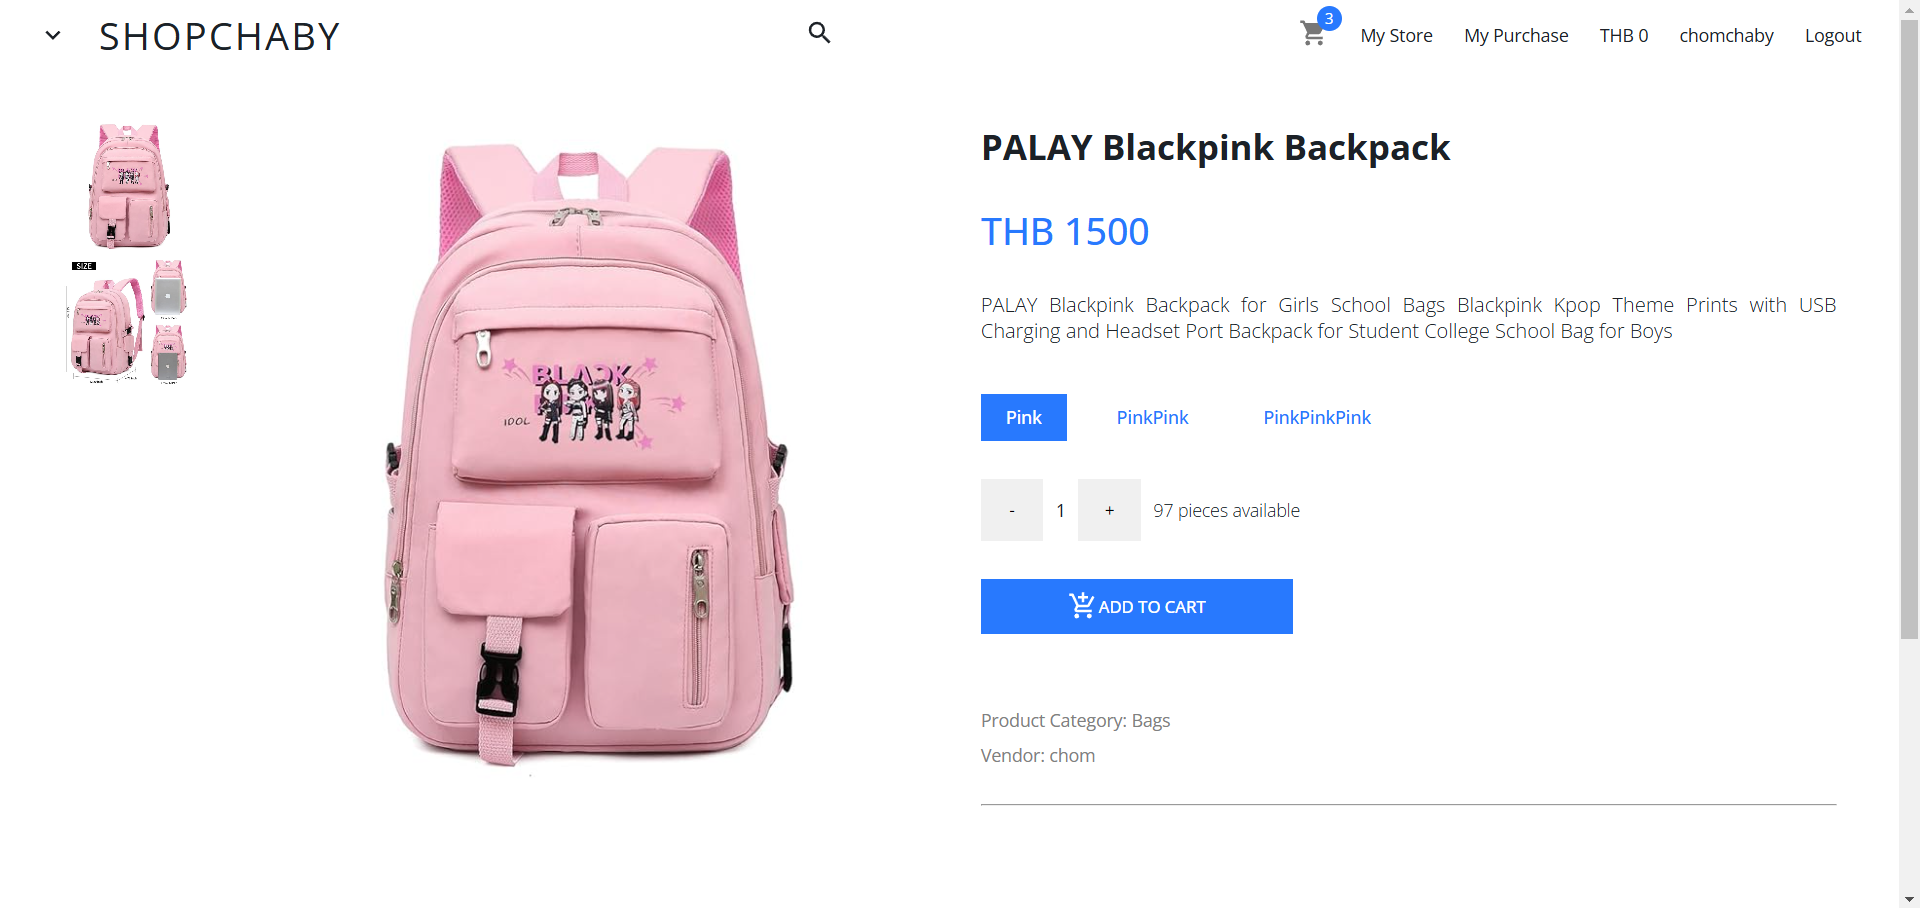 SHOPCHABY
3
My Store
My Purchase
THB 0
chomchaby
Logout
SIZE
BLACK
IDOL
PALAY Blackpink Backpack
THB 1500
PALAY Blackpink Backpack for Girls School Bags Blackpink Kpop Theme Prints with USB
Charging and Headset Port Backpack for Student College School Bag for Boys
Pink
PinkPink
PinkPinkPink
-
1
+
97 pieces available
ADD TO CART
Product Category: Bags
Vendor: chom